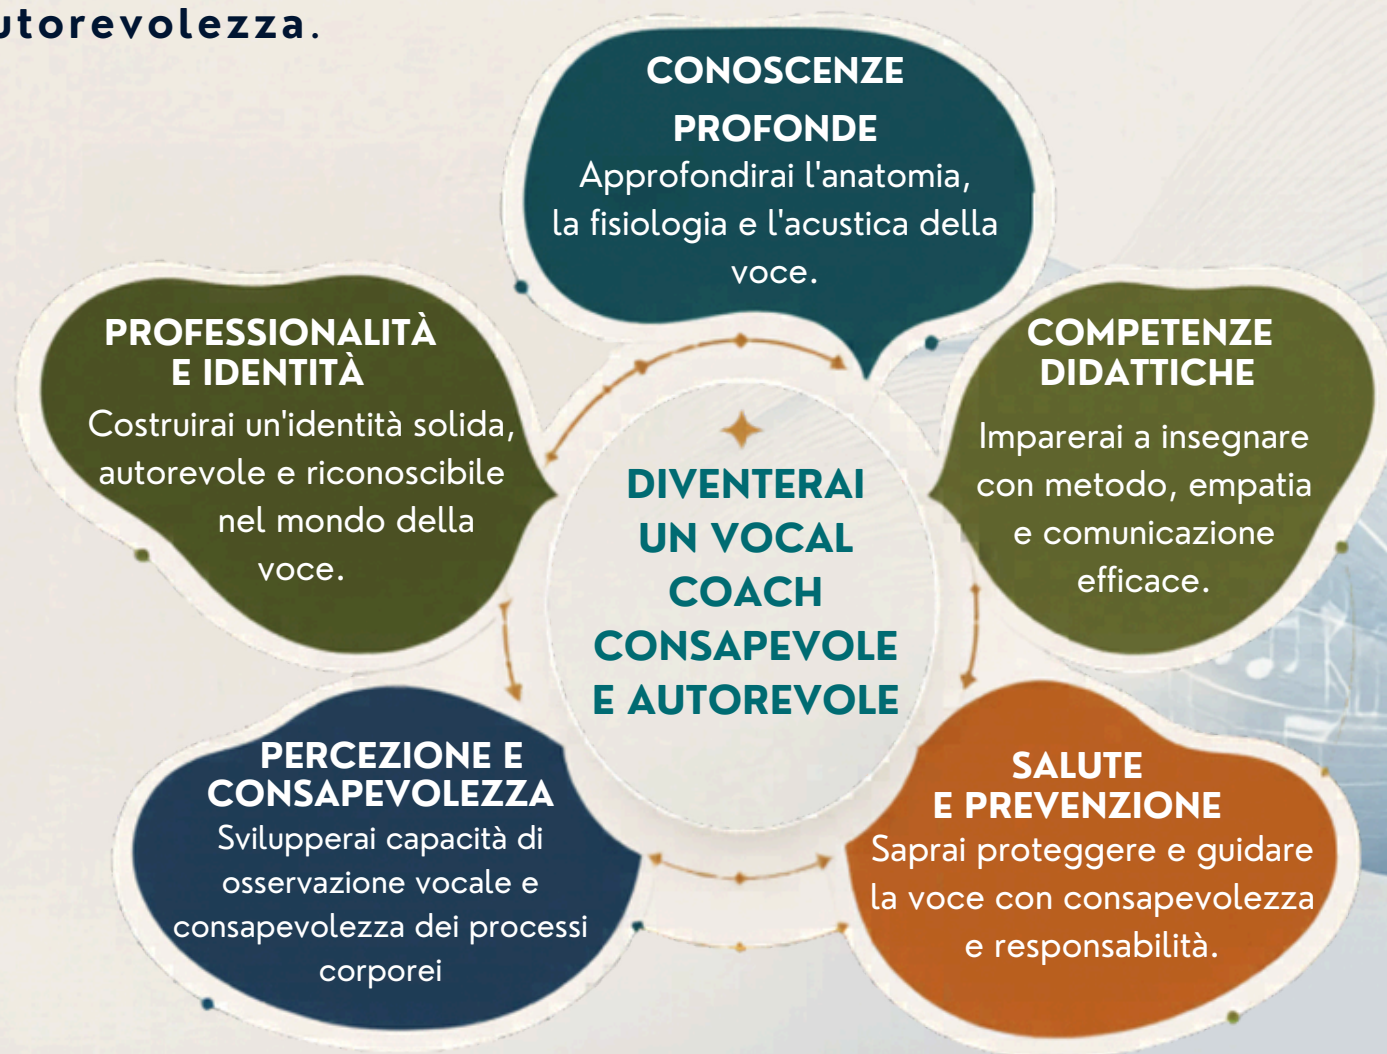 utorevolezza.
CONOSCENZE
PROFONDE
Approfondirai l'anatomia,
la fisiologia e l'acustica della
voce.
PROFESSIONALITÀ
E IDENTITÀ
Costruirai un'identità solida,
autorevole e riconoscibile
nel mondo della
voce.
COMPETENZE
DIDATTICHE
Imparerai a insegnare
con metodo, empatia
e comunicazione
efficace.
DIVENTERAI
UN VOCAL
COACH
CONSAPEVOLE
E AUTOREVOLE
PERCEZIONE E
CONSAPEVOLEZZA
Svilupperai capacità di
osservazione vocale e
consapevolezza dei processi
corporei
SALUTE
E PREVENZIONE
Saprai proteggere e guidare
la voce con consapevolezza
e responsabilità.